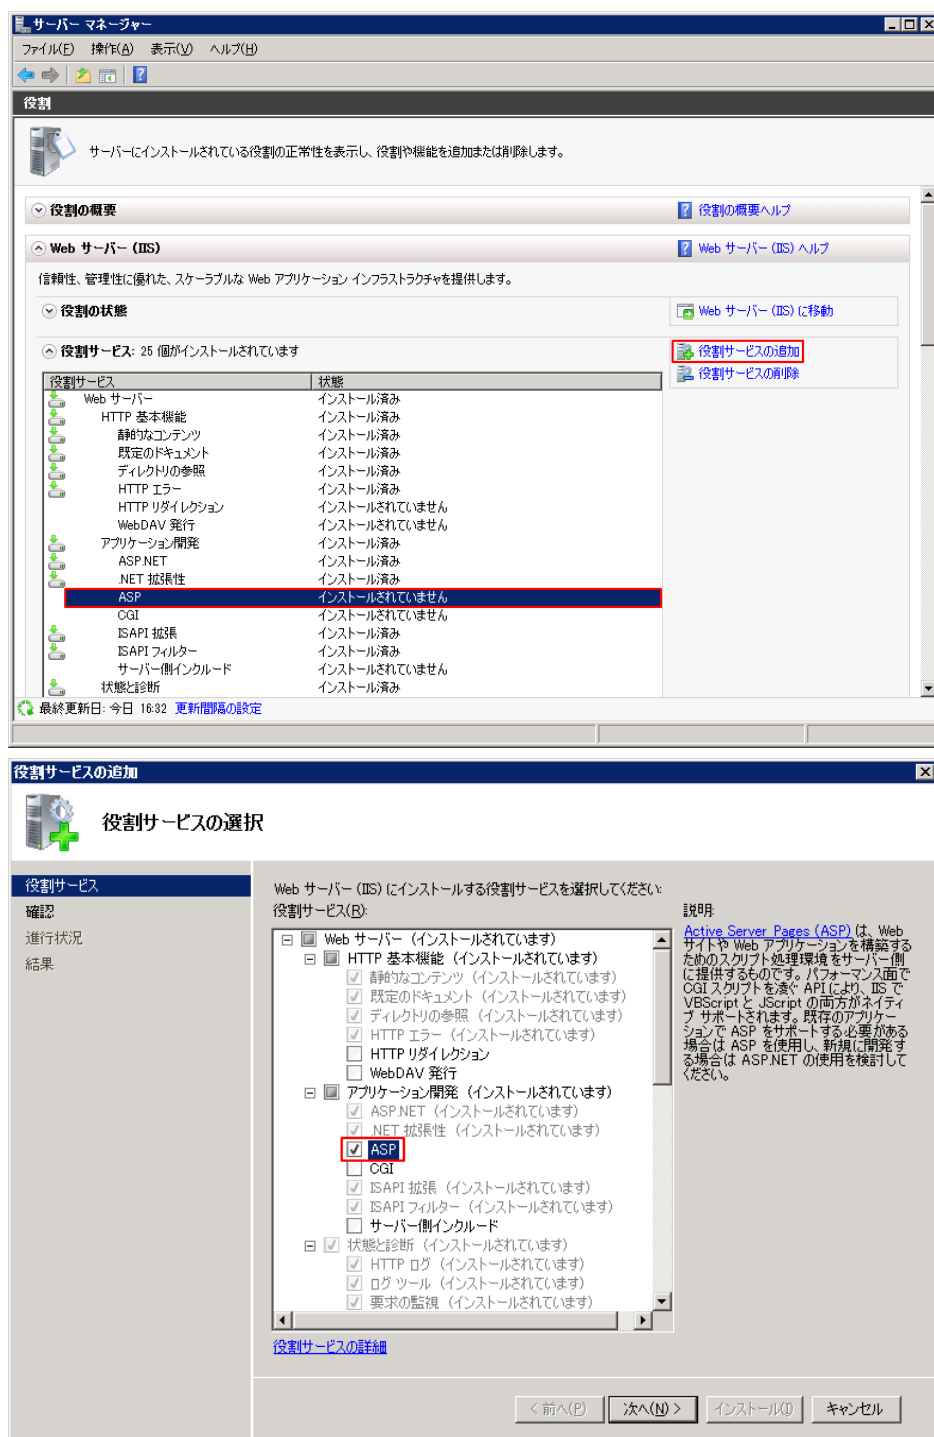 サーバー マネージャー
ファイル(F) 操作(A) 表示(V) ヘルプ(H)
役割
サーバーにインストールされている役割の正常性を表示し、役割や機能を追加または削除します。
役割の概要
役割の概要ヘルプ
Web サーバー (IIS)
Web サーバー (IIS) ヘルプ
信頼性、管理性に優れた、スケーラブルな Web アプリケーション インフラストラクチャを提供します。
役割の状態
Web サーバー (IIS) に移動
役割サービス: 25 個がインストールされています
役割サービスの追加
役割サービスの削除
役割サービス 状態
Web サーバー インストール済み
HTTP 基本機能 インストール済み
静的なコンテンツ インストール済み
既定のドキュメント インストール済み
ディレクトリの参照 インストール済み
HTTP エラー インストール済み
HTTP リダイレクション インストールされていません
WebDAV 発行 インストールされていません
アプリケーション開発 インストール済み
ASP.NET インストール済み
.NET 拡張性 インストール済み
ASP インストールされていません
CGI インストールされていません
ISAPI 拡張 インストール済み
ISAPI フィルター インストール済み
サーバー側インクルード インストールされていません
状態と診断 インストール済み
最終更新日: 今日 16:32 更新間隔の設定
役割サービスの追加
役割サービスの選択
役割サービス
確認
進行状況
結果
Web サーバー (IIS) にインストールする役割サービスを選択してください:
役割サービス(R):
Web サーバー (インストールされています)
HTTP 基本機能 (インストールされています)
静的なコンテンツ (インストールされています)
既定のドキュメント (インストールされています)
ディレクトリの参照 (インストールされています)
HTTP エラー (インストールされています)
HTTP リダイレクション
WebDAV 発行
アプリケーション開発 (インストールされています)
ASP.NET (インストールされています)
.NET 拡張性 (インストールされています)
ASP
CGI
ISAPI 拡張 (インストールされています)
ISAPI フィルター (インストールされています)
サーバー側インクルード
状態と診断 (インストールされています)
HTTP ログ (インストールされています)
ログ ツール (インストールされています)
要求の監視 (インストールされています)
説明:
Active Server Pages (ASP) は、Web
サイトや Web アプリケーションを構築する
ためのスクリプト処理環境をサーバー側
に提供するものです。パフォーマンス面で
CGI スクリプトを凌ぐ API により、IIS で
VBScript と JScript の両方がネイティ
ブ サポートされます。既存のアプリケー
ションで ASP をサポートする必要がある
場合は ASP を使用し、新規に開発す
る場合は ASP.NET の使用を検討して
ください。
役割サービスの詳細
< 前へ(P) 次へ(N) > インストール(I) キャンセル